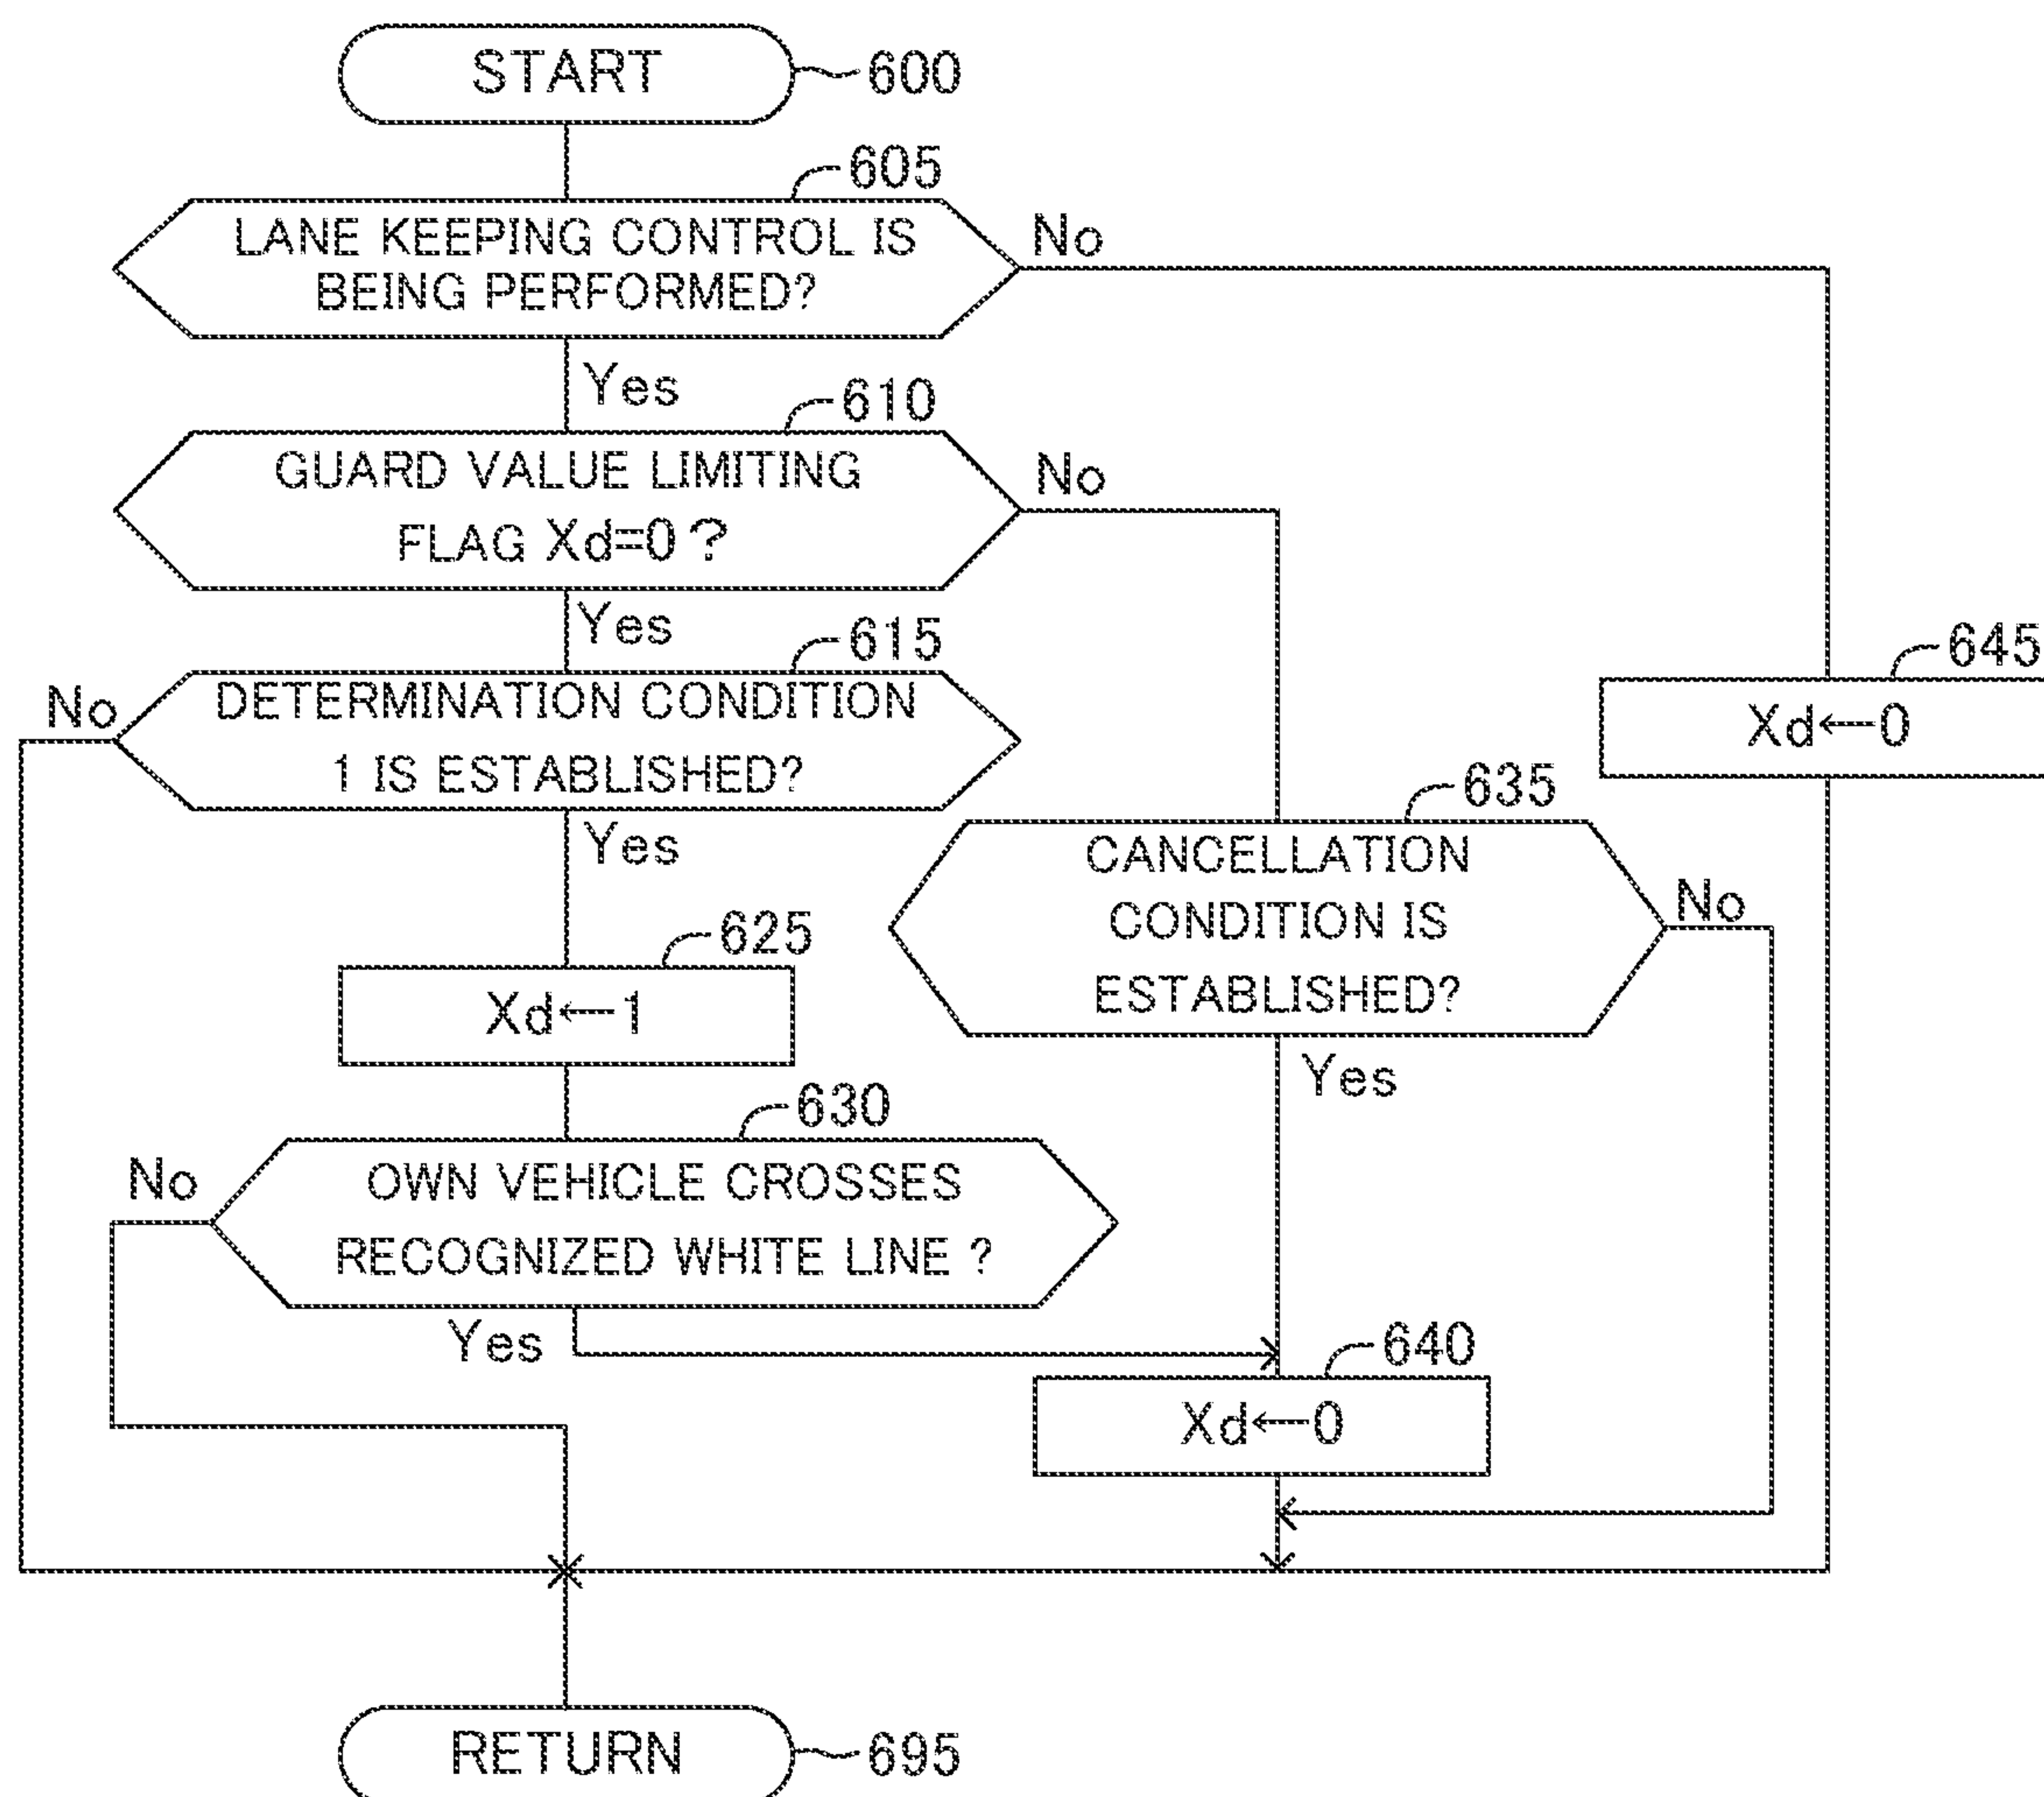 START
600
605
LANE KEEPING CONTROL IS
BEING PERFORMED?
No
Yes
610
GUARD VALUE LIMITING
FLAG Xd=0 ?
No
Yes
615
DETERMINATION CONDITION
1 IS ESTABLISHED?
No
Yes
645
Xd←0
635
CANCELLATION
CONDITION IS
ESTABLISHED?
No
Yes
625
Xd←1
630
OWN VEHICLE CROSSES
RECOGNIZED WHITE LINE ?
No
Yes
640
Xd←0
RETURN
695